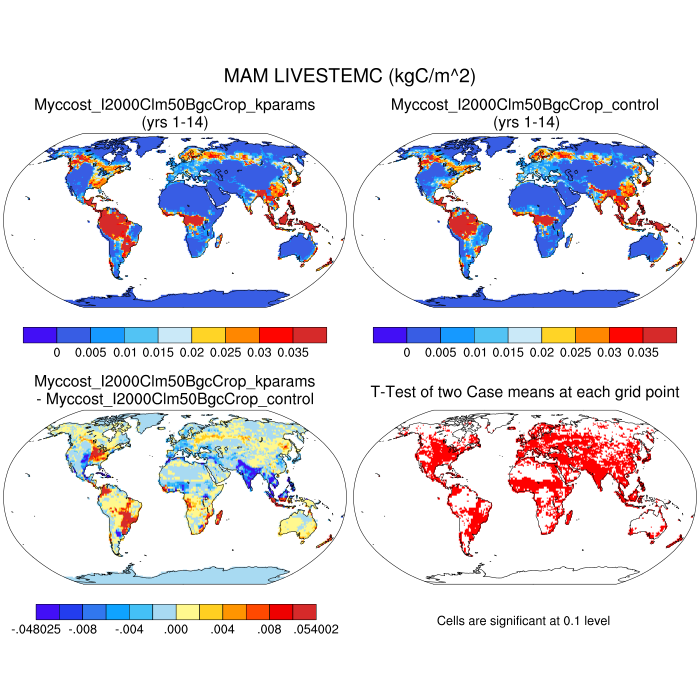 MAM LIVESTEMC (kgC/m^2)
Myccost_I2000Clm50BgcCrop_kparams
(yrs 1-14)
Myccost_I2000Clm50BgcCrop_control
(yrs 1-14)
0 0.005 0.01 0.015 0.02 0.025 0.03 0.035
0 0.005 0.01 0.015 0.02 0.025 0.03 0.035
Myccost_I2000Clm50BgcCrop_kparams
- Myccost_I2000Clm50BgcCrop_control
T-Test of two Case means at each grid point
-.048025 -.008 -.004 .000 .004 .008 .054002
Cells are significant at 0.1 level